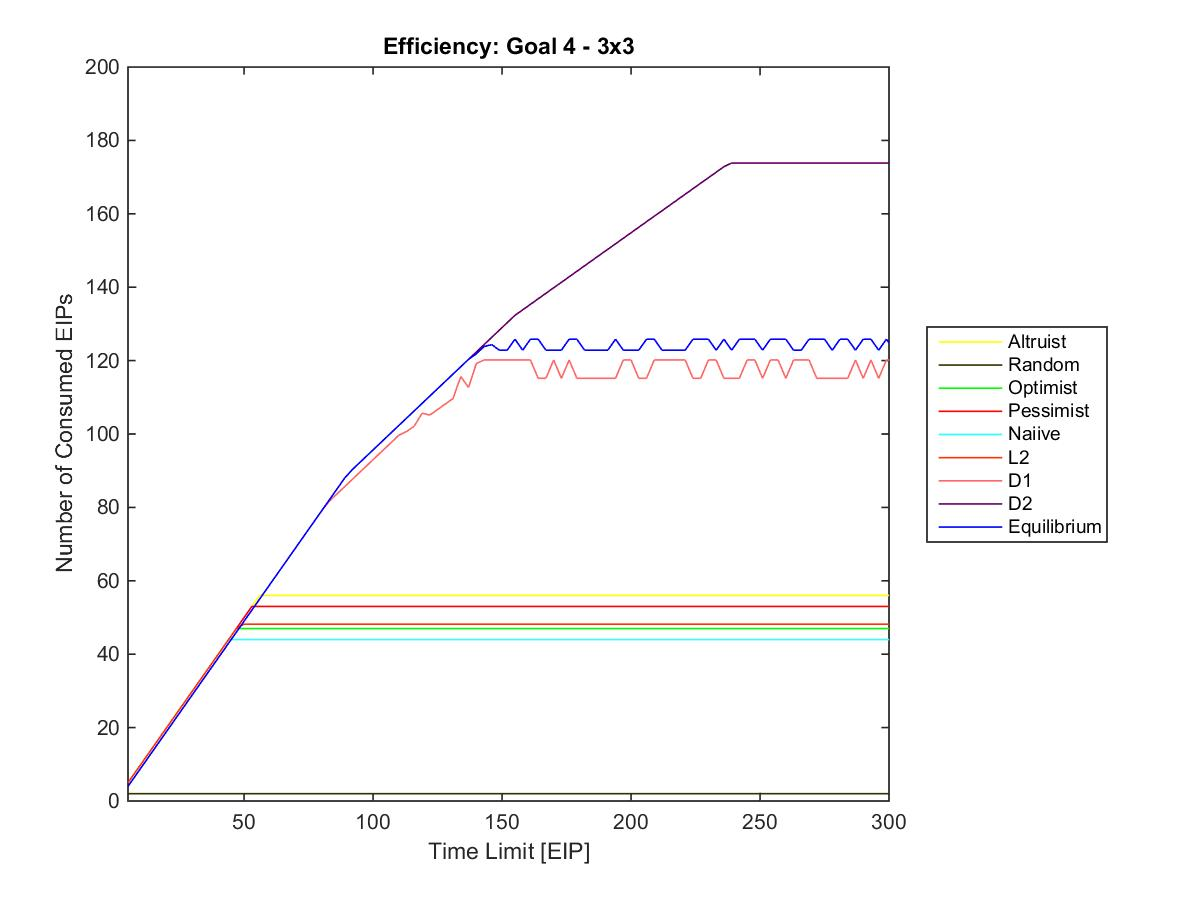 Efficiency: Goal 4 - 3x3
200
180
160
140
120
100
80
60
40
20
0
Number of Consumed EIPs
50 100 150 200 250 300
Time Limit [EIP]
Altruist
Random
Optimist
Pessimist
Naiive
L2
D1
D2
Equilibrium